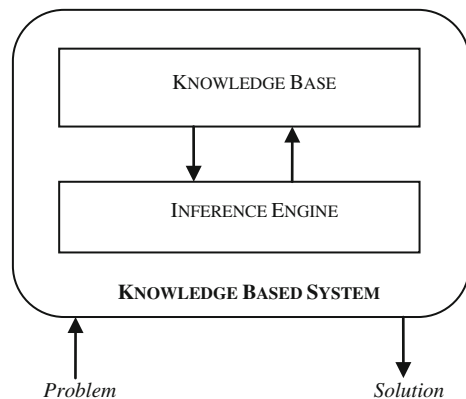 KNOWLEDGE BASE
INFERENCE ENGINE
KNOWLEDGE BASED SYSTEM
Problem
Solution